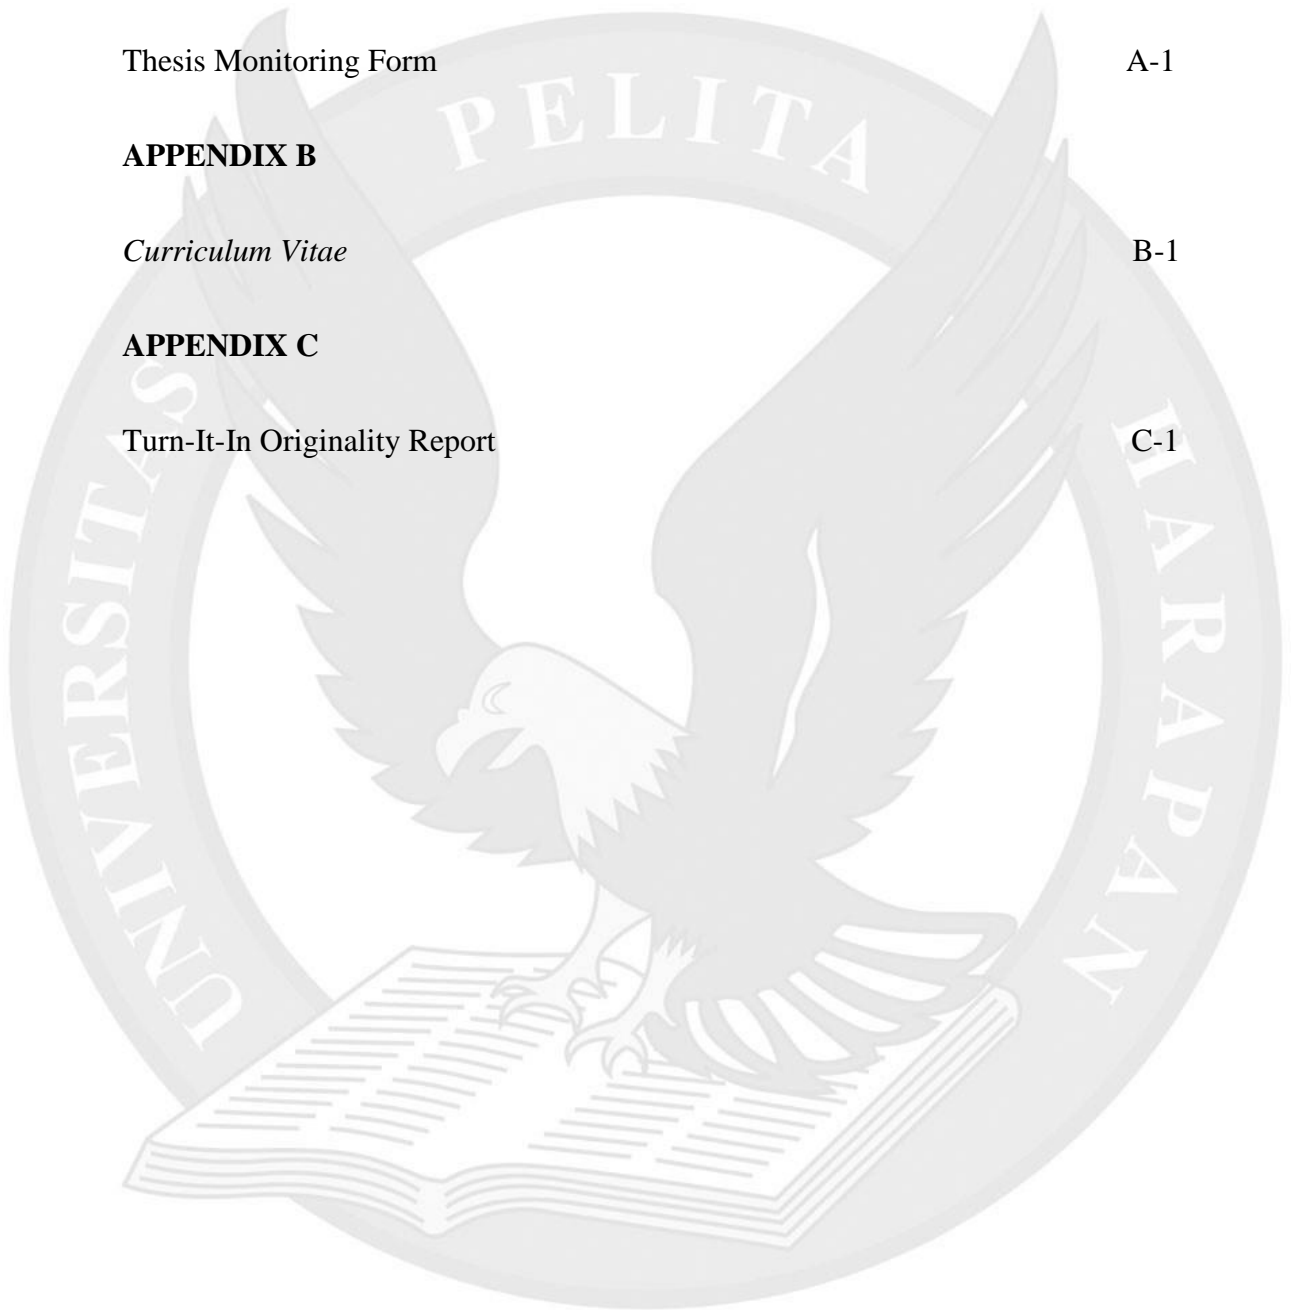 Thesis Monitoring Form A-1
APPENDIX B
Curriculum Vitae B-1
APPENDIX C
Turn-It-In Originality Report C-1
UNIVERSITAS PELITA HARAPAN